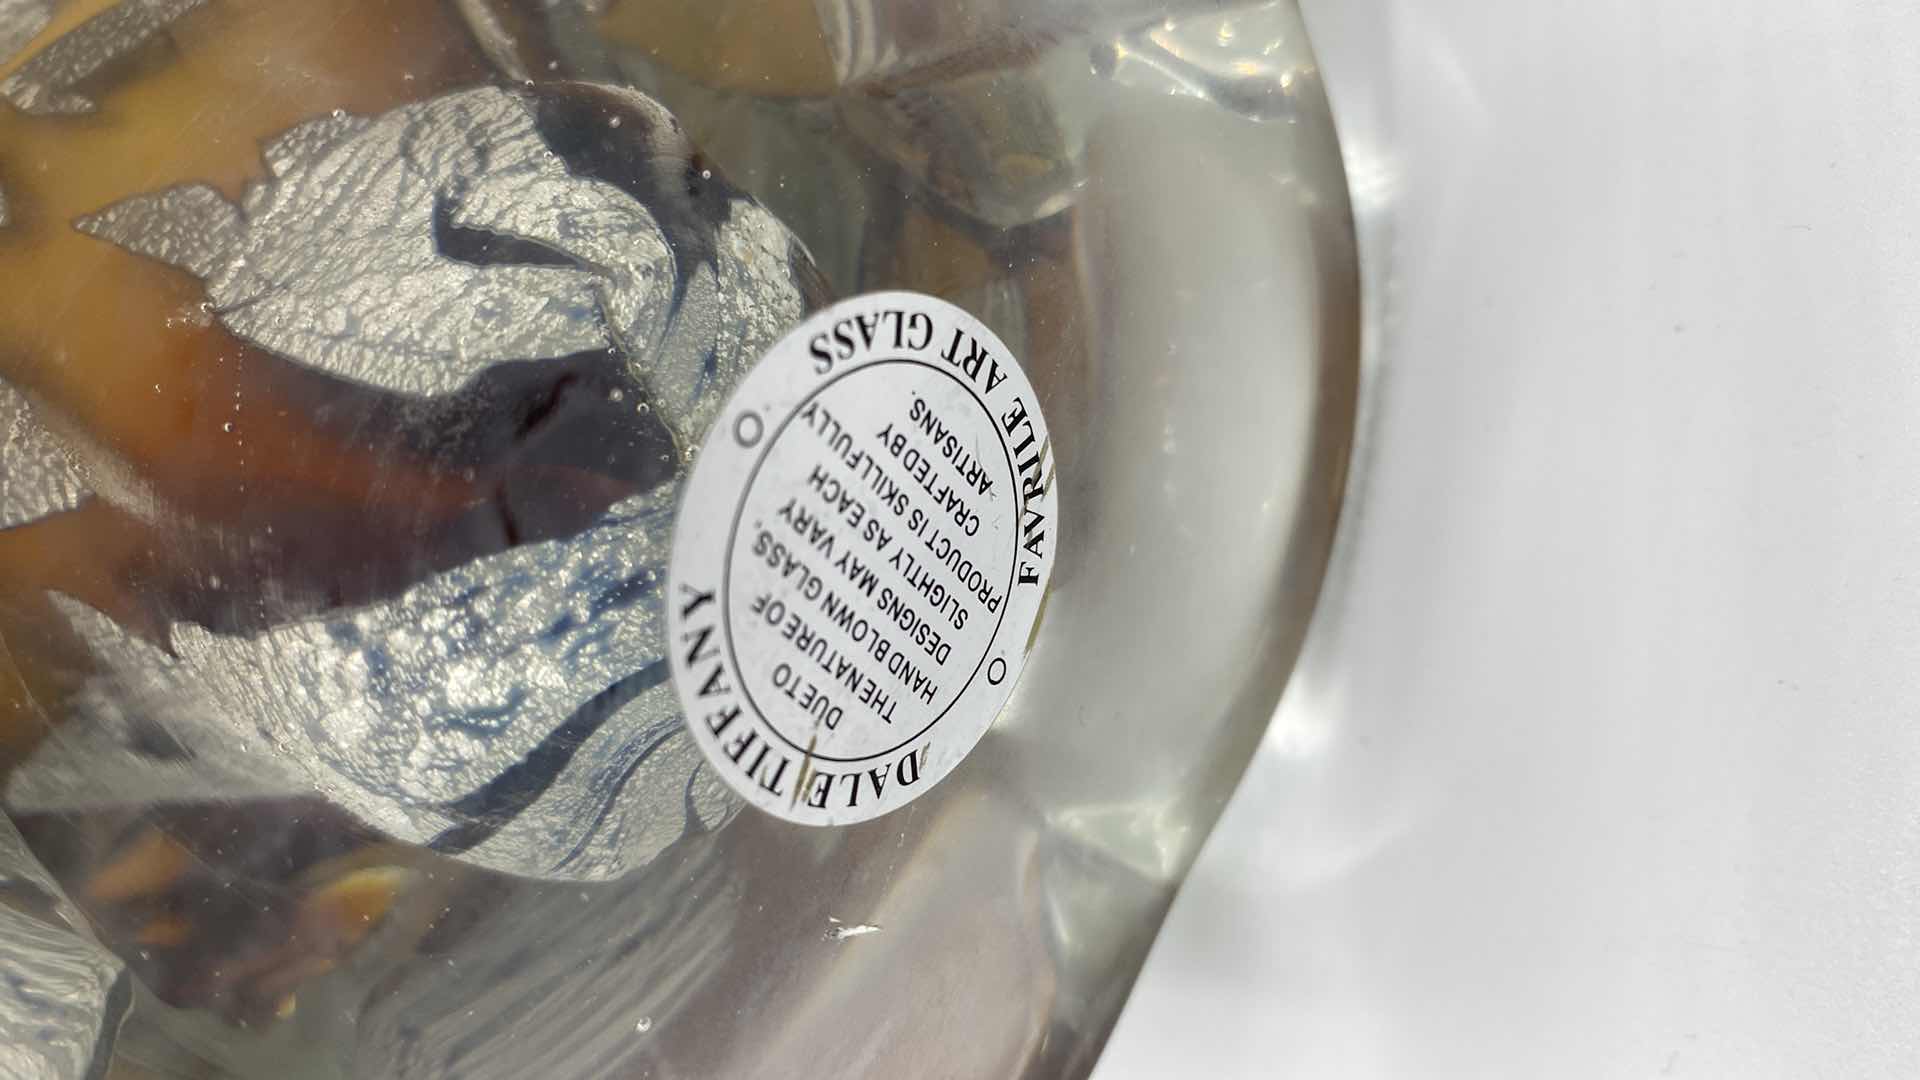 DALE TIFFANY
FAVRILE ART GLASS
DUE TO
THE NATURE OF
HAND BLOWN GLASS,
DESIGNS MAY VARY
SLIGHTLY AS EACH
PRODUCT IS SKILLFULLY
CRAFTED BY
ARTISANS.